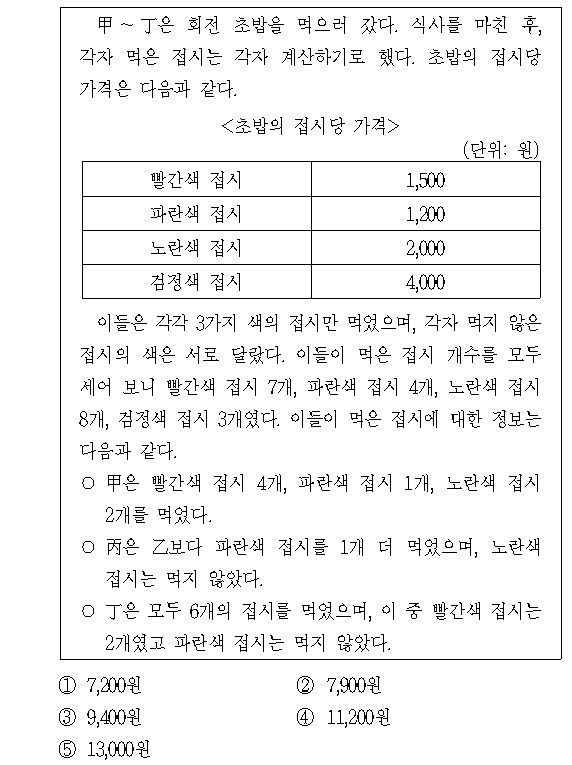 甲~丁은 회전 초밥을 먹으러 갔다. 식사를 마친 후,
각자 먹은 접시는 각자 계산하기로 했다. 초밥의 접시당
가격은 다음과 같다.
<초밥의 접시당 가격>
(단위: 원)
빨간색 접시 1,500
파란색 접시 1,200
노란색 접시 2,000
검정색 접시 4,000
이들은 각각 3가지 색의 접시만 먹었으며, 각자 먹지 않은
접시의 색은 서로 달랐다. 이들이 먹은 접시 개수를 모두
세어 보니 빨간색 접시 7개, 파란색 접시 4개, 노란색 접시
8개, 검정색 접시 3개였다. 이들이 먹은 접시에 대한 정보는
다음과 같다.
○ 甲은 빨간색 접시 4개, 파란색 접시 1개, 노란색 접시
2개를 먹었다.
○ 丙은 乙보다 파란색 접시를 1개 더 먹었으며, 노란색
접시는 먹지 않았다.
○ 丁은 모두 6개의 접시를 먹었으며, 이 중 빨간색 접시는
2개였고 파란색 접시는 먹지 않았다.
① 7,200원 ② 7,900원
③ 9,400원 ④ 11,200원
⑤ 13,000원